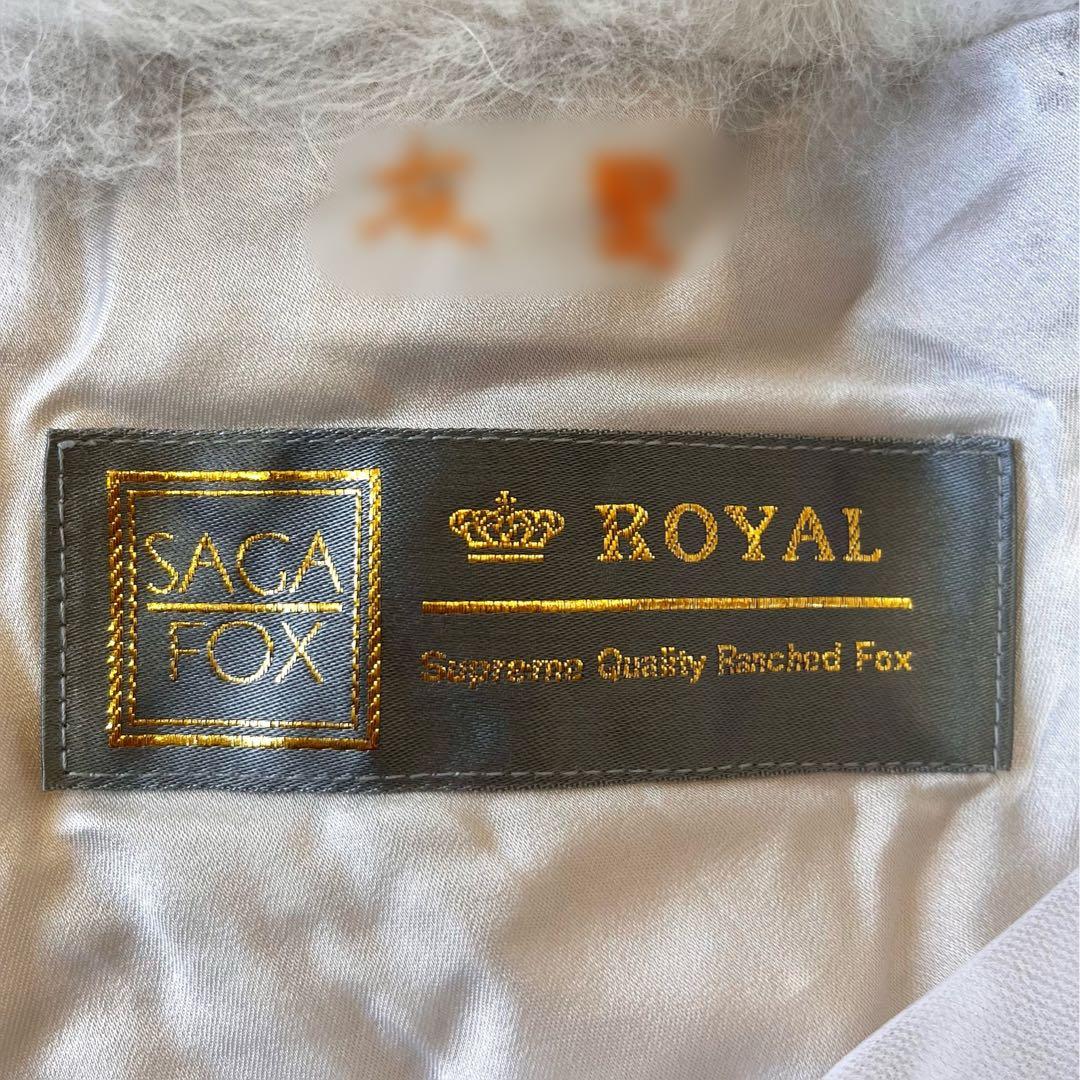 SAGA
FOX
ROYAL
Supreme Quality Ranched Fox